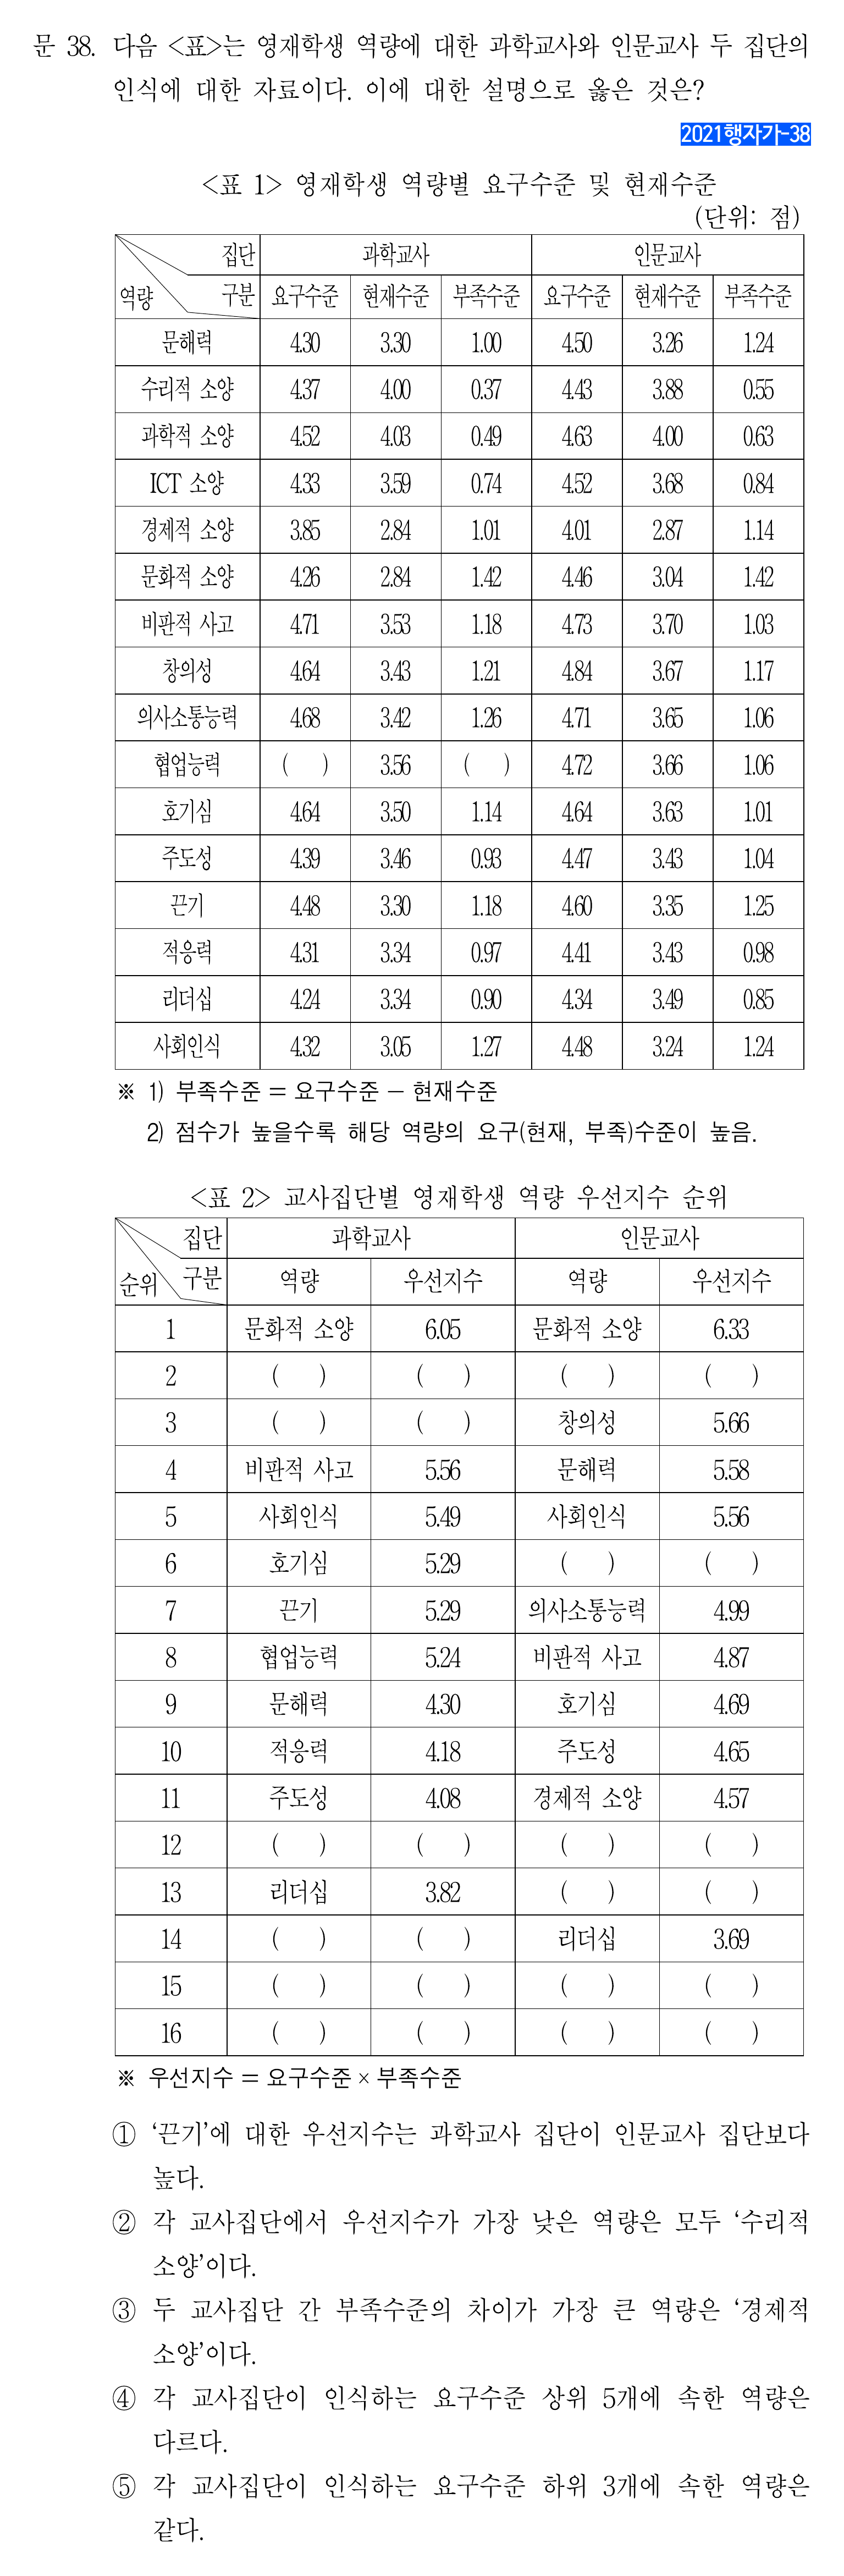 문 38. 다음 <표>는 영재학생 역량에 대한 과학교사와 인문교사 두 집단의
인식에 대한 자료이다. 이에 대한 설명으로 옳은 것은?
2021행자가-38
<표 1> 영재학생 역량별 요구수준 및 현재수준
(단위: 점)
집단 과학교사 인문교사
역량 구분 요구수준 현재수준 부족수준 요구수준 현재수준 부족수준
문해력 4.30 3.30 1.00 4.50 3.26 1.24
수리적 소양 4.37 4.00 0.37 4.43 3.88 0.55
과학적 소양 4.52 4.03 0.49 4.63 4.00 0.63
ICT 소양 4.33 3.59 0.74 4.52 3.68 0.84
경제적 소양 3.85 2.84 1.01 4.01 2.87 1.14
문화적 소양 4.26 2.84 1.42 4.46 3.04 1.42
비판적 사고 4.71 3.53 1.18 4.73 3.70 1.03
창의성 4.64 3.43 1.21 4.84 3.67 1.17
의사소통능력 4.68 3.42 1.26 4.71 3.65 1.06
협업능력 ( ) 3.56 ( ) 4.72 3.66 1.06
호기심 4.64 3.50 1.14 4.64 3.63 1.01
주도성 4.39 3.46 0.93 4.47 3.43 1.04
끈기 4.48 3.30 1.18 4.60 3.35 1.25
적응력 4.31 3.34 0.97 4.41 3.43 0.98
리더십 4.24 3.34 0.90 4.34 3.49 0.85
사회인식 4.32 3.05 1.27 4.48 3.24 1.24
※ 1) 부족수준 = 요구수준 − 현재수준
2) 점수가 높을수록 해당 역량의 요구(현재, 부족)수준이 높음.
<표 2> 교사집단별 영재학생 역량 우선지수 순위
집단 과학교사 인문교사
순위 구분 역량 우선지수 역량 우선지수
1 문화적 소양 6.05 문화적 소양 6.33
2 ( ) ( ) ( ) ( )
3 ( ) ( ) 창의성 5.66
4 비판적 사고 5.56 문해력 5.58
5 사회인식 5.49 사회인식 5.56
6 호기심 5.29 ( ) ( )
7 끈기 5.29 의사소통능력 4.99
8 협업능력 5.24 비판적 사고 4.87
9 문해력 4.30 호기심 4.69
10 적응력 4.18 주도성 4.65
11 주도성 4.08 경제적 소양 4.57
12 ( ) ( ) ( ) ( )
13 리더십 3.82 ( ) ( )
14 ( ) ( ) 리더십 3.69
15 ( ) ( ) ( ) ( )
16 ( ) ( ) ( ) ( )
※ 우선지수 = 요구수준 × 부족수준
① ‘끈기’에 대한 우선지수는 과학교사 집단이 인문교사 집단보다
높다.
② 각 교사집단에서 우선지수가 가장 낮은 역량은 모두 ‘수리적
소양’이다.
③ 두 교사집단 간 부족수준의 차이가 가장 큰 역량은 ‘경제적
소양’이다.
④ 각 교사집단이 인식하는 요구수준 상위 5개에 속한 역량은
다르다.
⑤ 각 교사집단이 인식하는 요구수준 하위 3개에 속한 역량은
같다.